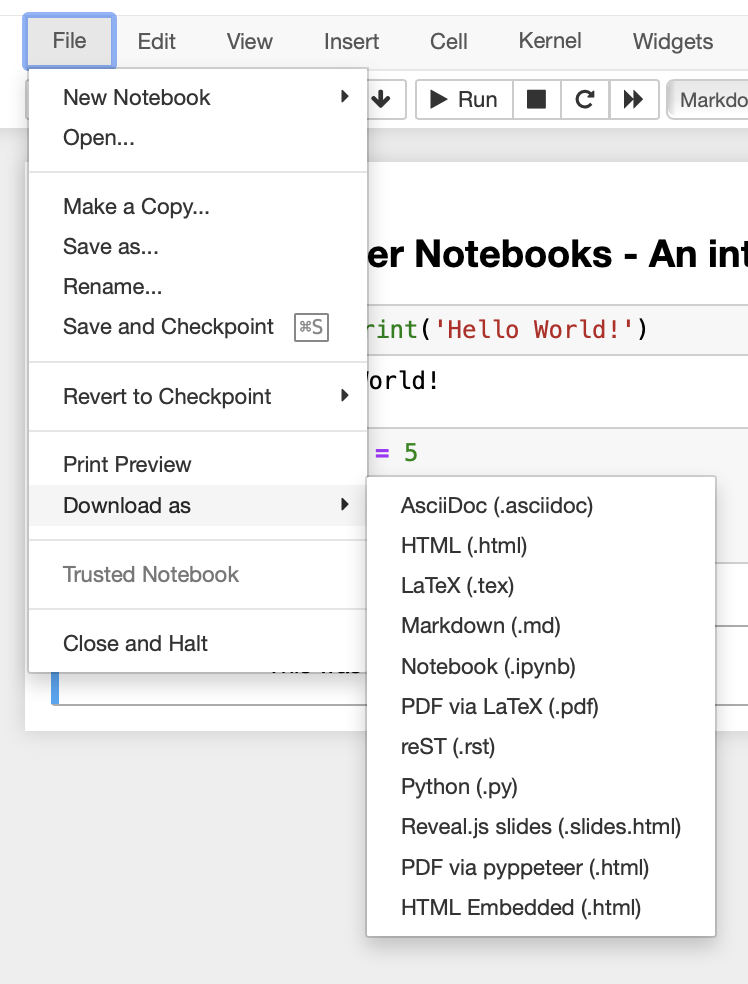 File Edit View Insert Cell Kernel Widgets
New Notebook
Run
Open...
Make a Copy...
Save as...
er Notebooks - An
Rename...
Save and Checkpoint ⌘S
rint('Hello World!')
orld!
Revert to Checkpoint
= 5
Print Preview
Download as
AsciiDoc (.asciidoc)
HTML (.html)
Trusted Notebook
LaTeX (.tex)
Markdown (.md)
Close and Halt
Notebook (.ipynb)
PDF via LaTeX (.pdf)
reST (.rst)
Python (.py)
Reveal.js slides (.slides.html)
PDF via pyppeteer (.html)
HTML Embedded (.html)